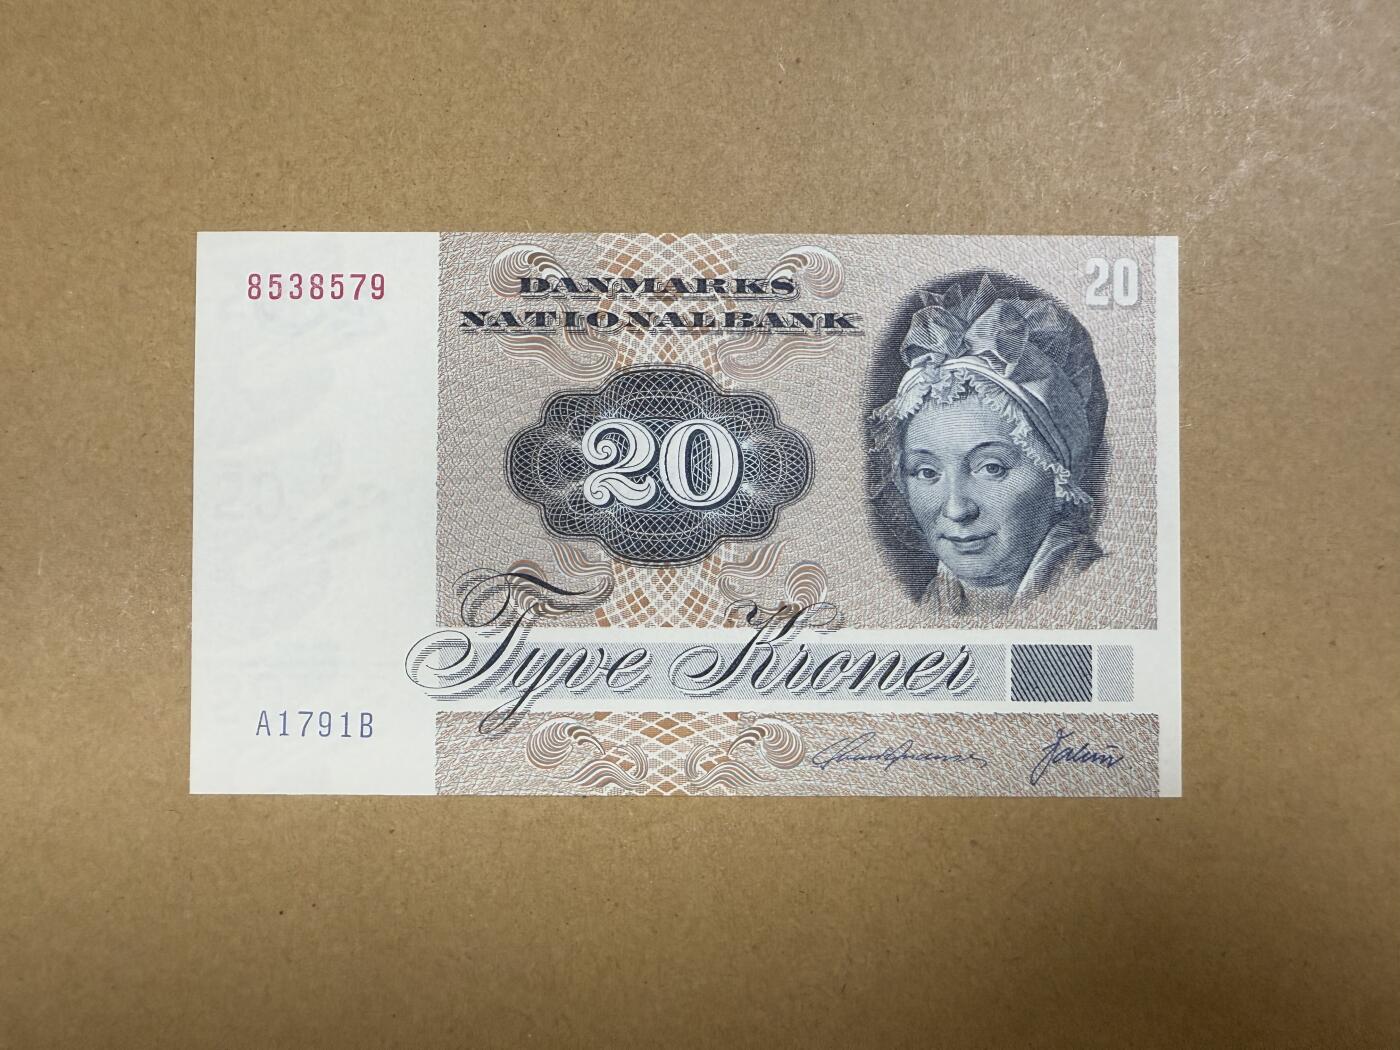 8538579
DANMARKS
NATIONALBANK
20
20
Tyve Kroner
A1791B